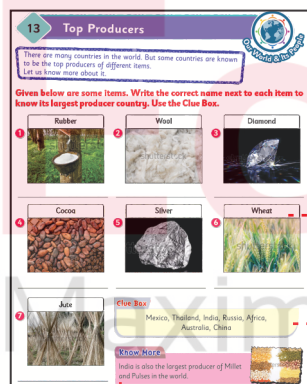 13
Top Producers
Our World & Its People
There are many countries in the world. But some countries are known
to be the top producers of different items.
Let us know more about it.
Given below are some items. Write the correct name next to each item to
know its largest producer country. Use the Clue Box.
Rubber
Wool
Diamond
1
2
3
shutterstock
Cocoa
Silver
Wheat
4
5
6
Jute
7
Clue Box
Mexico, Thailand, India, Russia, Africa,
Australia, China
Know More
India is also the largest producer of Millet
and Pulses in the world.
Maxim